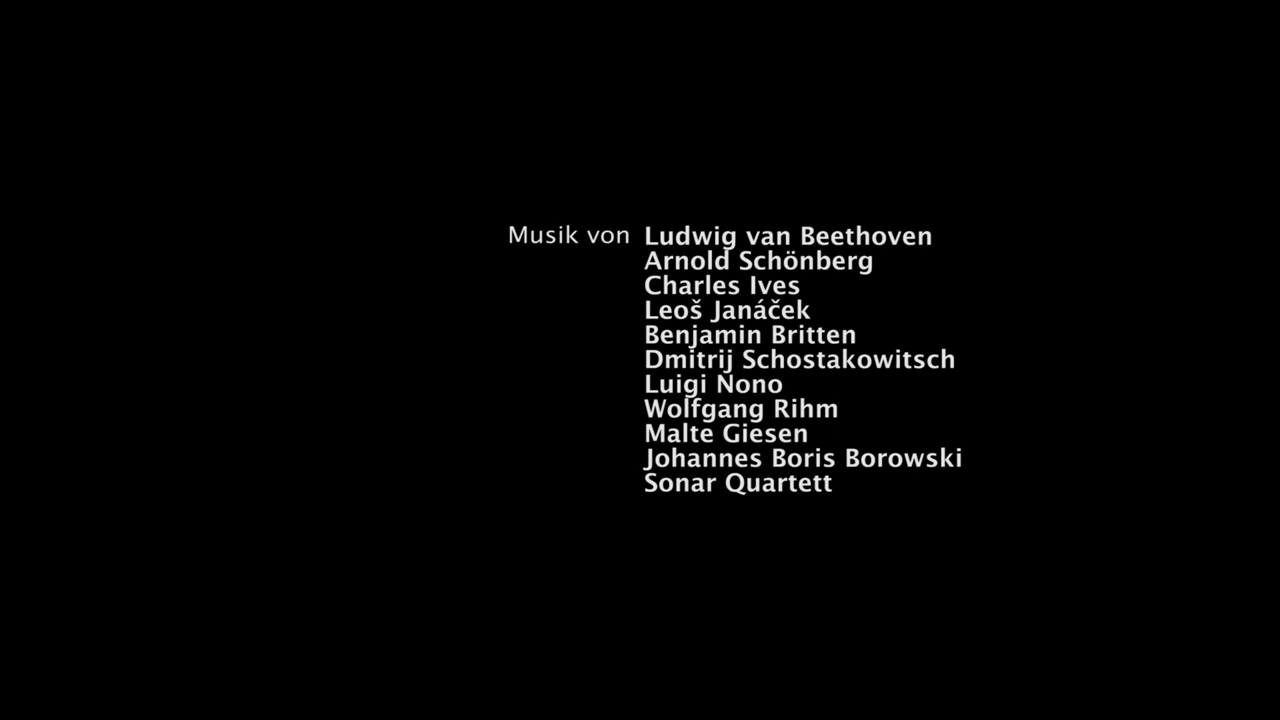 Musik von Ludwig van Beethoven
Arnold Schönberg
Charles Ives
Leoš Janáček
Benjamin Britten
Dmitrij Schostakowitsch
Luigi Nono
Wolfgang Rihm
Malte Giesen
Johannes Boris Borowski
Sonar Quartett